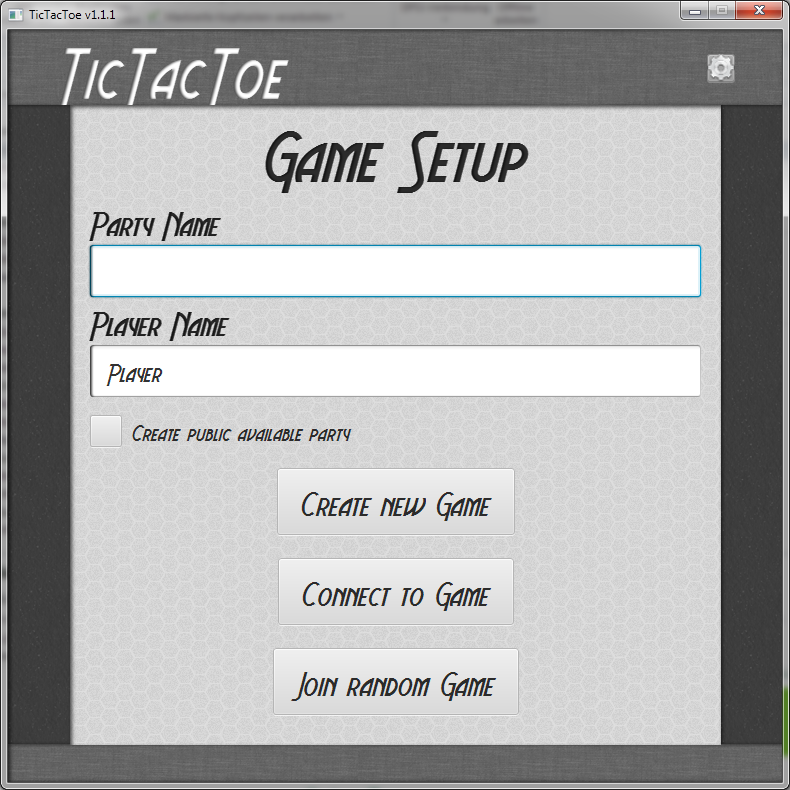 TicTacToe v1.1.1
TicTacToe
Game Setup
Party Name
Player Name
Player
Create public available party
Create new Game
Connect to Game
Join random Game